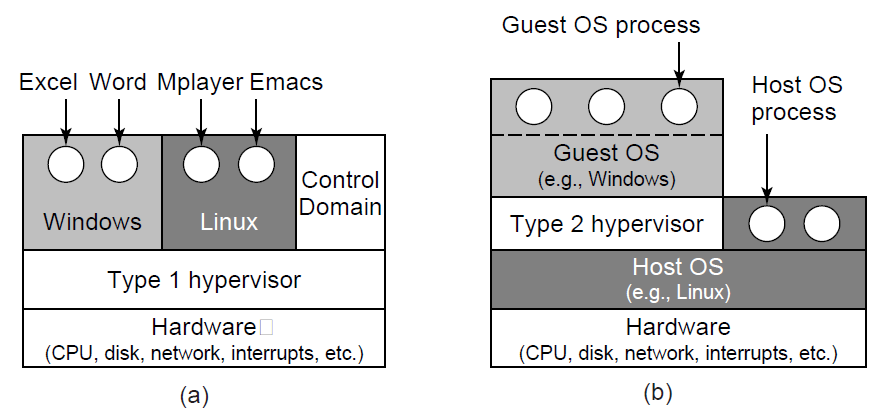 Excel Word Mplayer Emacs
Windows
Linux
Control
Domain
Type 1 hypervisor
Hardware
(CPU, disk, network, interrupts, etc.)
(a)
Guest OS process
Host OS
process
Guest OS
(e.g., Windows)
Type 2 hypervisor
Host OS
(e.g., Linux)
Hardware
(CPU, disk, network, interrupts, etc.)
(b)